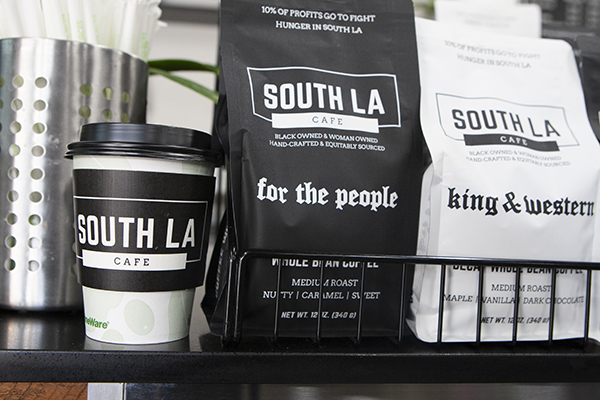 SOUTH LA
CAFE
Ware®
10% OF PROFITS GO TO FIGHT
HUNGER IN SOUTH LA
SOUTH LA
CAFE
BLACK OWNED & WOMAN OWNED
HAND-CRAFTED & EQUITABLY SOURCED
for the people
WHOLE BEAN COFFEE
MEDIUM ROAST
NUTTY | CARAMEL | SWEET
NET WT. 12 OZ. (340 G)
10% OF PROFITS GO TO FIGHT
HUNGER IN SOUTH LA
SOUTH LA
CAFE
BLACK OWNED & WOMAN OWNED
HAND-CRAFTED & EQUITABLY SOURCED
king & western
DECAF WHOLE BEAN COFFEE
MEDIUM ROAST
MAPLE | VANILLA | DARK CHOCOLATE
NET WT. 12 OZ. (340 G)